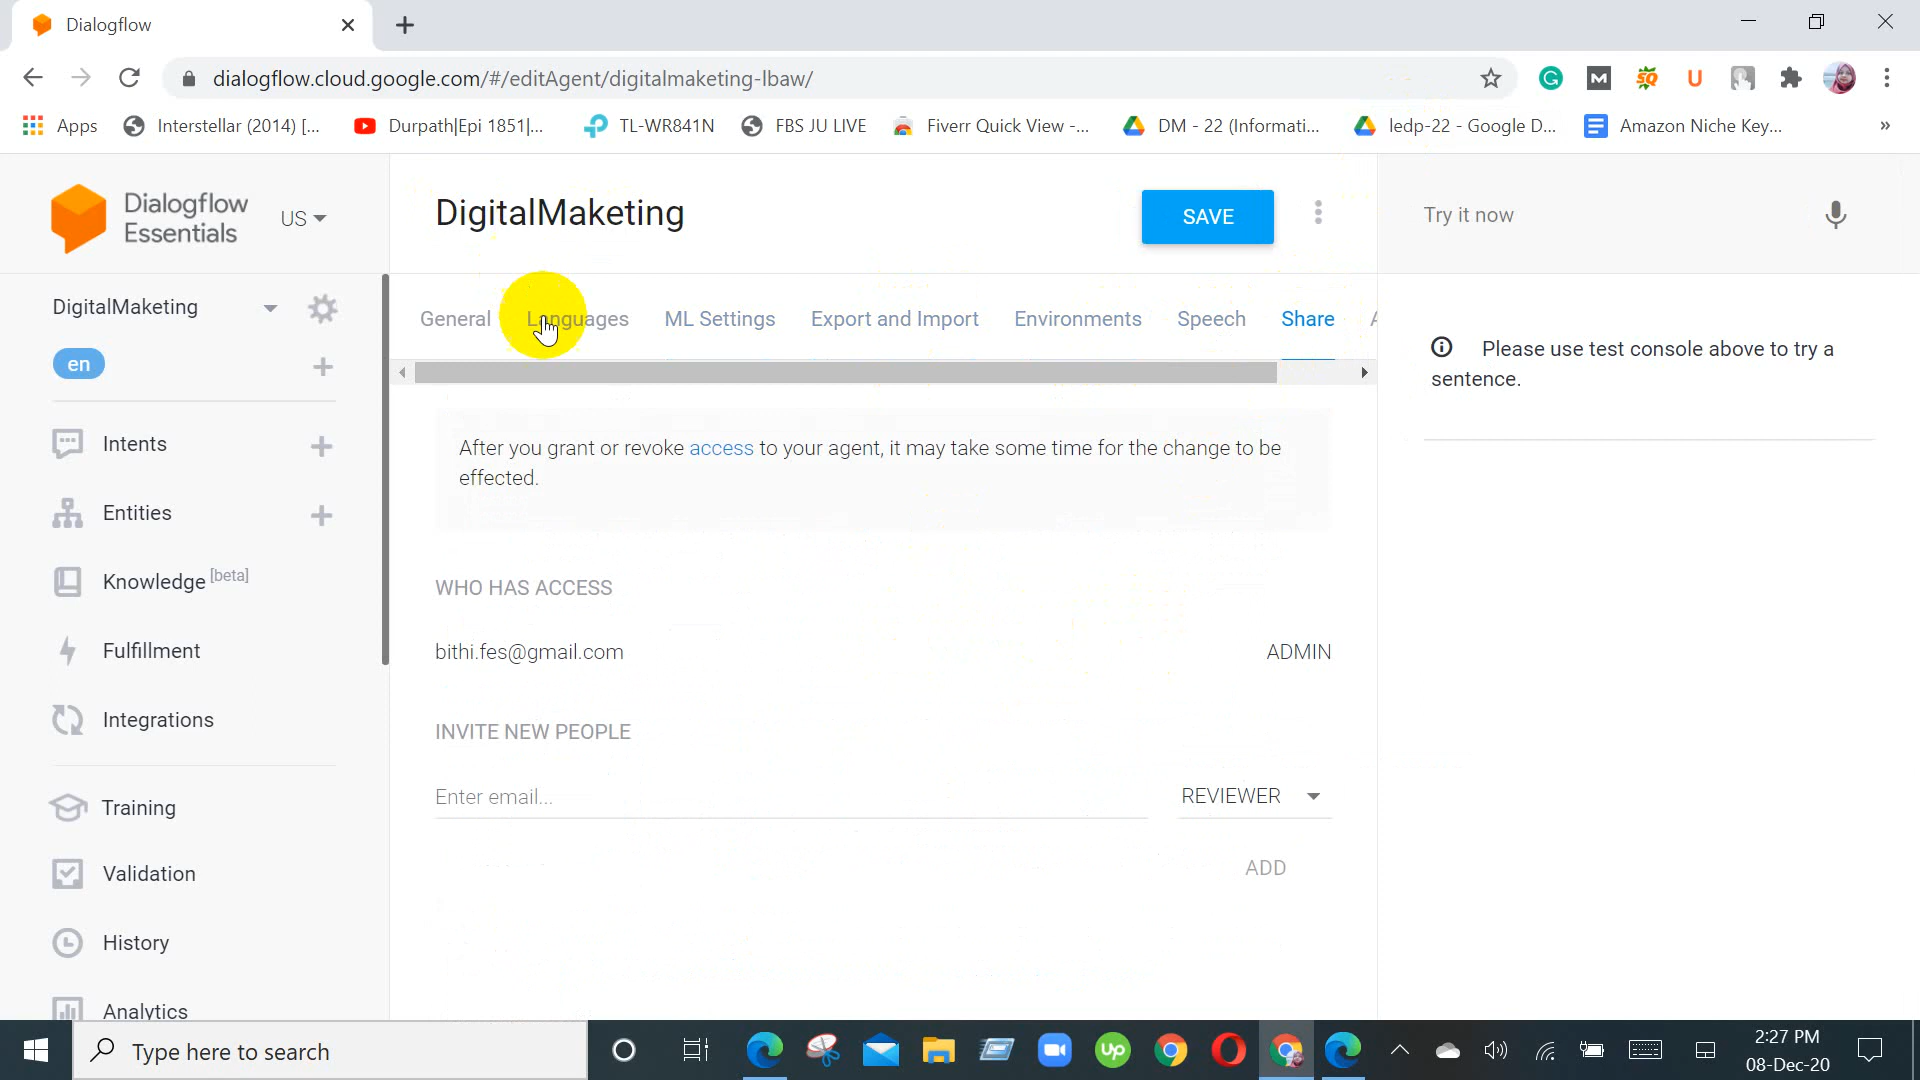 Dialogflow
dialogflow.cloud.google.com/#/editAgent/digitalmaketing-lbaw/
Apps
Interstellar (2014) [...
Durpath|Epi 1851|...
TL-WR841N
FBS JU LIVE
Fiverr Quick View -...
DM - 22 (Informati...
ledp-22 - Google D...
Amazon Niche Key...
»
Dialogflow
Essentials
US
DigitalMaketing
SAVE
Try it now
DigitalMaketing
en
General
Languages
ML Settings
Export and Import
Environments
Speech
Share
Please use test console above to try a
sentence.
After you grant or revoke access to your agent, it may take some time for the change to be
effected.
Intents
Entities
Knowledge [beta]
Fulfillment
Integrations
Training
Validation
History
Analytics
WHO HAS ACCESS
bithi.fes@gmail.com
ADMIN
INVITE NEW PEOPLE
Enter email...
REVIEWER
ADD
Type here to search
2:27 PM
08-Dec-20